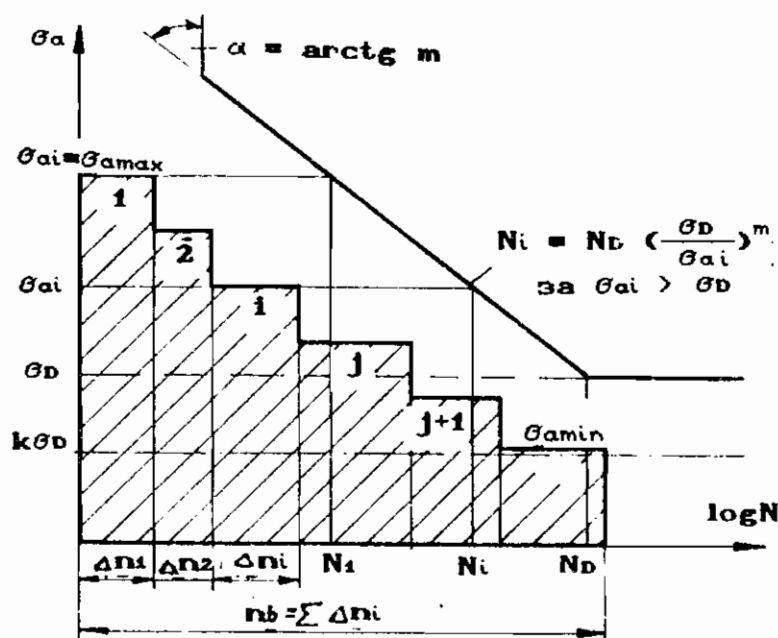 σa
α = arctg m
σai=σamax
1
2
Ni = ND (σD/σai)^m
за σai > σD
σai
i
j
σD
j+1
σamin
kσD
logN
Δn1 Δn2 Δni N1 Ni ND
nb=∑ Δni